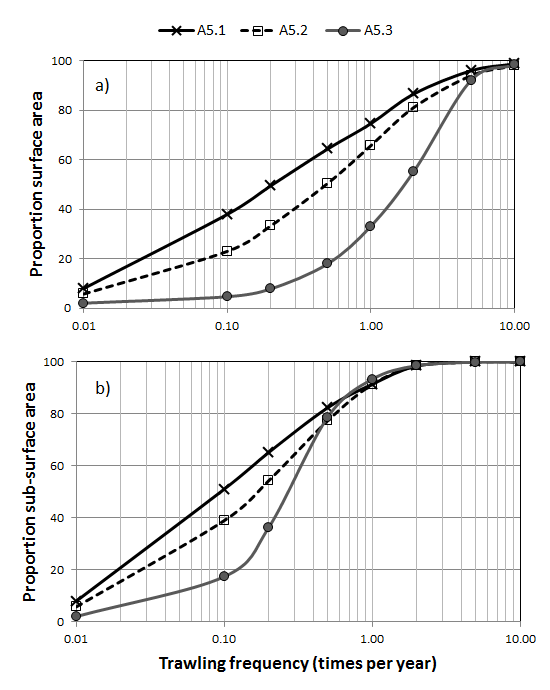 A5.1 A5.2 A5.3
a)
Proportion surface area
100
80
60
40
20
0
0.01 0.10 1.00 10.00
b)
Proportion sub-surface area
100
80
60
40
20
0
0.01 0.10 1.00 10.00
Trawling frequency (times per year)